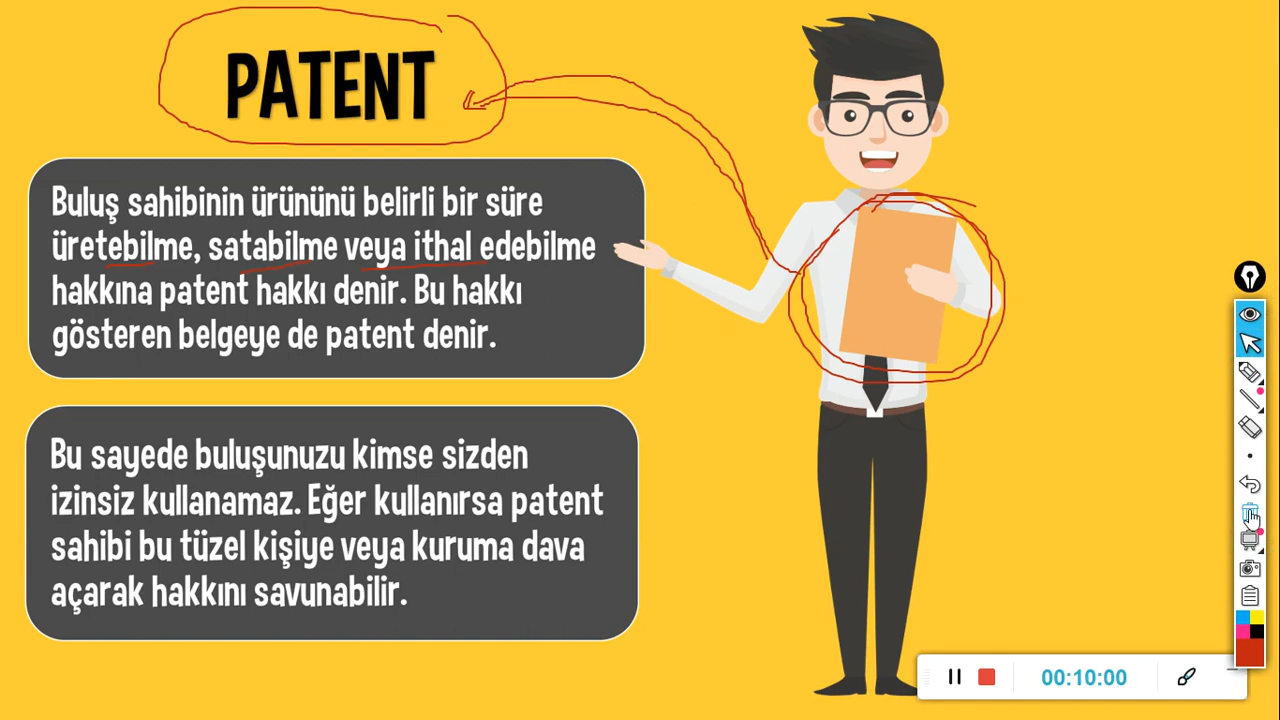 PATENT
Buluş sahibinin ürününü belirli bir süre
üretebilme, satabilme veya ithal edebilme
hakkına patent hakkı denir. Bu hakkı
gösteren belgeye de patent denir.
Bu sayede buluşunuzu kimse sizden
izinsiz kullanamaz. Eğer kullanırsa patent
sahibi bu tüzel kişiye veya kuruma dava
açarak hakkını savunabilir.
00:10:00